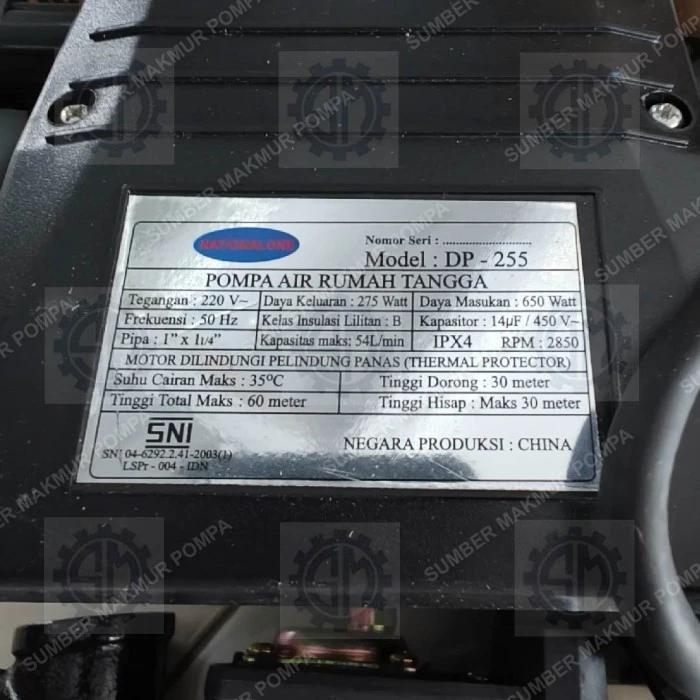 NATIONALONE
Nomor Seri : ............................
Model : DP - 255
POMPA AIR RUMAH TANGGA
Tegangan : 220 V~ Daya Keluaran : 275 Watt Daya Masukan : 650 Watt
Frekuensi : 50 Hz Kelas Insulasi Lilitan : B Kapasitor : 14µF / 450 V~
Pipa : 1" x 1 1/4" Kapasitas maks : 54L/min IPX4 RPM : 2850
MOTOR DILINDUNGI PELINDUNG PANAS (THERMAL PROTECTOR)
Suhu Cairan Maks : 35°C Tinggi Dorong : 30 meter
Tinggi Total Maks : 60 meter Tinggi Hisap : Maks 30 meter
SNI
SNI 04-6292.2.41-2003(1)
LSPr - 004 - IDN
NEGARA PRODUKSI : CHINA
SUMBER MAKMUR POMPA